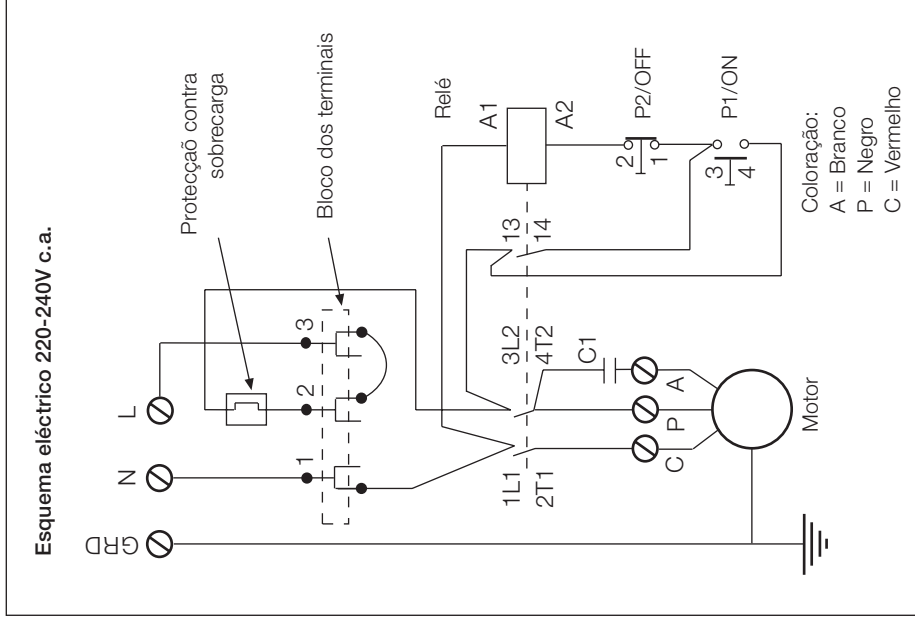 Esquema eléctrico 220-240V c.a.
GRD
N
L
Protecção contra
sobrecarga
Bloco dos terminais
1
2
3
Relé
A1
A2
1L1
2T1
3L2
4T2
13
14
C1
P2/OFF
2
1
P1/ON
3
4
C
P
A
Motor
Coloração:
A = Branco
P = Negro
C = Vermelho